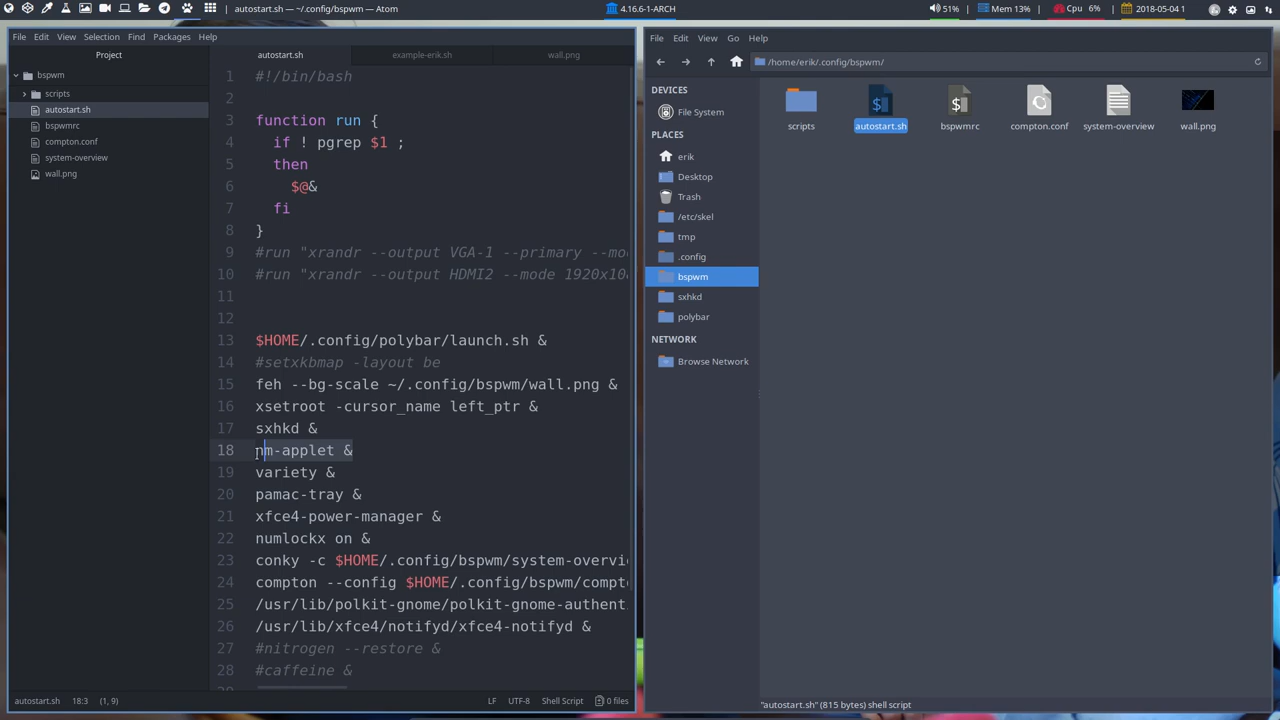 autostart.sh — ~/.config/bspwm — Atom
4.16.6-1-ARCH
51%
Mem 13%
Cpu 6%
2018-05-04 1
File Edit View Selection Find Packages Help
Project
bspwm
scripts
autostart.sh
bspwmrc
compton.conf
system-overview
wall.png
autostart.sh
example-erik.sh
wall.png
1 #!/bin/bash
2
3 function run {
4 if ! pgrep $1 ;
5 then
6 $@&
7 fi
8 }
9 #run "xrandr --output VGA-1 --primary --mo
10 #run "xrandr --output HDMI2 --mode 1920x10
11
12
13 $HOME/.config/polybar/launch.sh &
14 #setxkbmap -layout be
15 feh --bg-scale ~/.config/bspwm/wall.png &
16 xsetroot -cursor_name left_ptr &
17 sxhkd &
18 nm-applet &
19 variety &
20 pamac-tray &
21 xfce4-power-manager &
22 numlockx on &
23 conky -c $HOME/.config/bspwm/system-overvi
24 compton --config $HOME/.config/bspwm/compt
25 /usr/lib/polkit-gnome/polkit-gnome-authent
26 /usr/lib/xfce4/notifyd/xfce4-notifyd &
27 #nitrogen --restore &
28 #caffeine &
autostart.sh 18:3 (1, 9)
LF UTF-8 Shell Script 0 files
File Edit View Go Help
/home/erik/.config/bspwm/
DEVICES
File System
PLACES
erik
Desktop
Trash
/etc/skel
tmp
.config
bspwm
sxhkd
polybar
NETWORK
Browse Network
scripts
autostart.sh
bspwmrc
compton.conf
system-overview
wall.png
"autostart.sh" (815 bytes) shell script